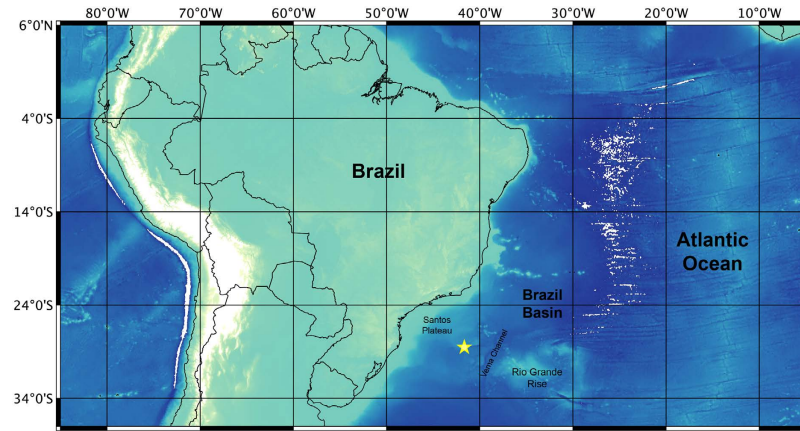 80°0'W 70°0'W 60°0'W 50°0'W 40°0'W 30°0'W 20°0'W 10°0'W
6°0'N
4°0'S
Brazil
14°0'S
Atlantic
Ocean
24°0'S
Brazil
Basin
Santos
Plateau
Vema Channel
Rio Grande
Rise
34°0'S